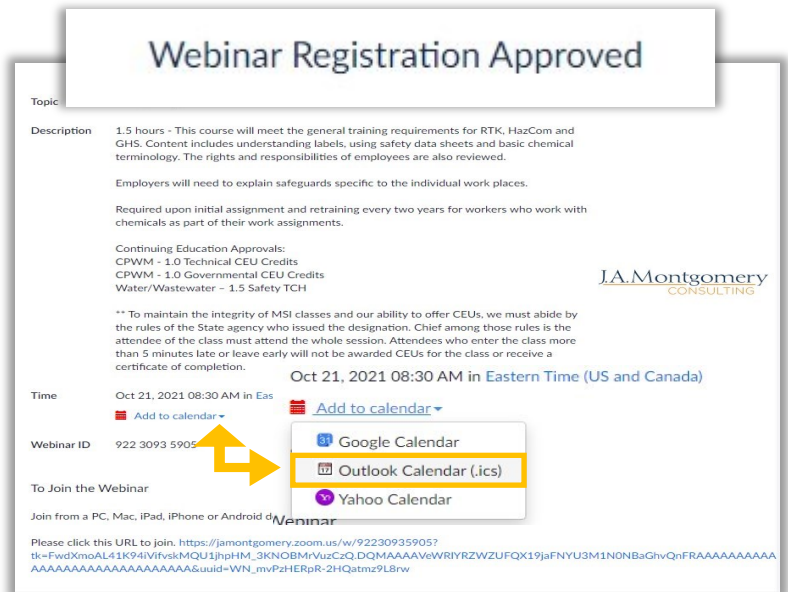 Webinar Registration Approved
Topic
Description 1.5 hours - This course will meet the general training requirements for RTK, HazCom and
GHS. Content includes understanding labels, using safety data sheets and basic chemical
terminology. The rights and responsibilities of employees are also reviewed.
Employers will need to explain safeguards specific to the individual work places.
Required upon initial assignment and retraining every two years for workers who work with
chemicals as part of their work assignments.
Continuing Education Approvals:
CPWM - 1.0 Technical CEU Credits
CPWM - 1.0 Governmental CEU Credits
Water/Wastewater – 1.5 Safety TCH
J.A.Montgomery
CONSULTING
** To maintain the integrity of MSI classes and our ability to offer CEUs, we must abide by
the rules of the State agency who issued the designation. Chief among those rules is the
attendee of the class must attend the whole session. Attendees who enter the class more
than 5 minutes late or leave early will not be awarded CEUs for the class or receive a
certificate of completion.
Oct 21, 2021 08:30 AM in Eastern Time (US and Canada)
Time Oct 21, 2021 08:30 AM in Eas
Add to calendar
Add to calendar
31 Google Calendar
17 Outlook Calendar (.ics)
Yahoo Calendar
Webinar ID 922 3093 5905
To Join the Webinar
Join from a PC, Mac, iPad, iPhone or Android d
Webinar
Please click this URL to join. https://jamontgomery.zoom.us/w/92230935905?
tk=FwdXmoAL41K94iVifvskMQU1jhpHM_3KNOBMrVuzCzQ.DQMAAAAVeWRIYRZWZUFQX19jaFNYU3M1N0NBaGhvQnFRAAAAAAAAAA
AAAAAAAAAAAAAAAAAAAAA&uuid=WN_mvPzHERpR-2HQatmz9L8rw